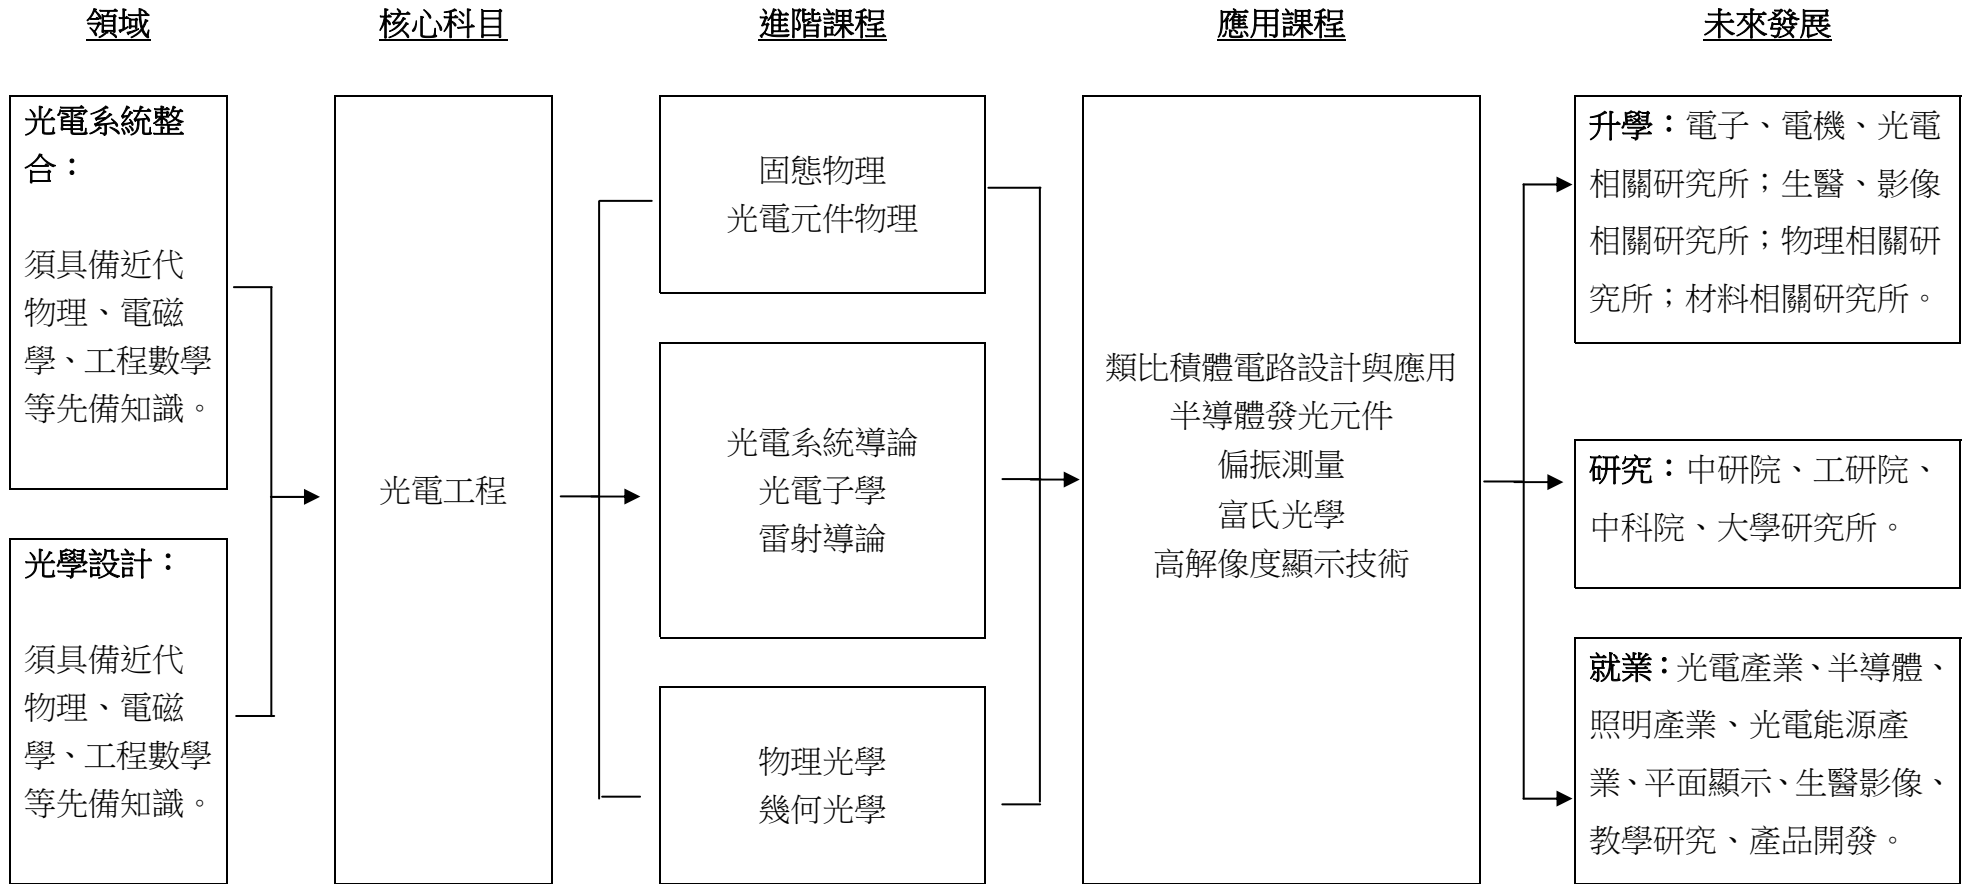 領域
核心科目
進階課程
應用課程
未來發展
光電系統整
合：
須具備近代
物理、電磁
學、工程數學
等先備知識。
光學設計：
須具備近代
物理、電磁
學、工程數學
等先備知識。
光電工程
固態物理
光電元件物理
光電系統導論
光電子學
雷射導論
物理光學
幾何光學
類比積體電路設計與應用
半導體發光元件
偏振測量
富氏光學
高解像度顯示技術
升學：電子、電機、光電
相關研究所；生醫、影像
相關研究所；物理相關研
究所；材料相關研究所。
研究：中研院、工研院、
中科院、大學研究所。
就業：光電產業、半導體、
照明產業、光電能源產
業、平面顯示、生醫影像、
教學研究、產品開發。